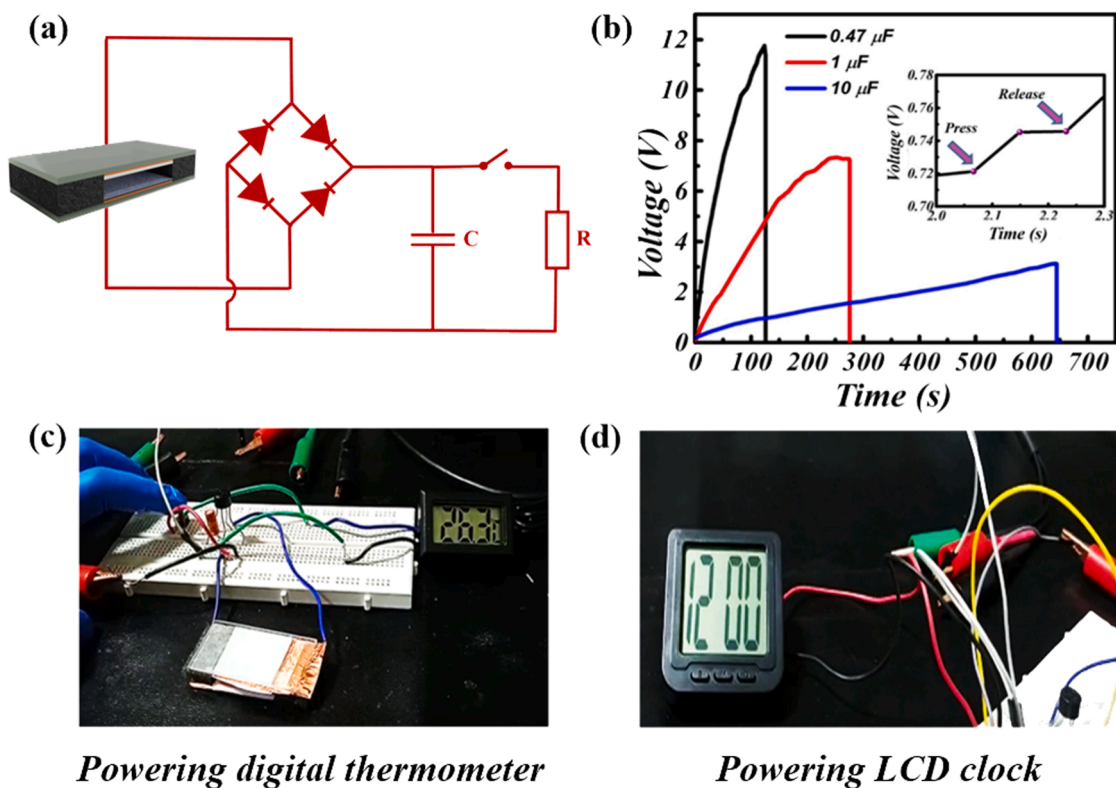 (a)
C
R
(b)
Voltage (V)
12
10
8
6
4
2
0
0.47 μF
1 μF
10 μF
0.78
0.76
0.74
0.72
0.70
Voltage (V)
Press
Release
2.0 2.1 2.2 2.3
Time (s)
0 100 200 300 400 500 600 700
Time (s)
(c)
Powering digital thermometer
(d)
12:00
Powering LCD clock